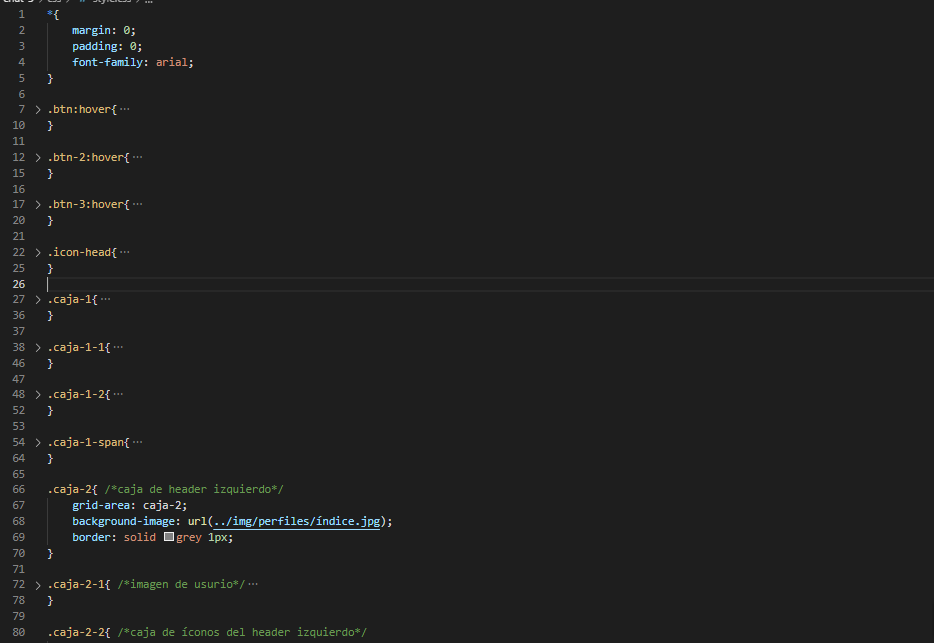 1 *{
2 margin: 0;
3 padding: 0;
4 font-family: arial;
5 }
6
7 > .btn:hover{ ···
10 }
11
12 > .btn-2:hover{ ···
15 }
16
17 > .btn-3:hover{ ···
20 }
21
22 > .icon-head{ ···
25 }
26
27 > .caja-1{ ···
36 }
37
38 > .caja-1-1{ ···
46 }
47
48 > .caja-1-2{ ···
52 }
53
54 > .caja-1-span{ ···
64 }
65
66 .caja-2{ /*caja de header izquierdo*/
67 grid-area: caja-2;
68 background-image: url(../img/perfiles/índice.jpg);
69 border: solid grey 1px;
70 }
71
72 > .caja-2-1{ /*imagen de usurio*/ ···
78 }
79
80 .caja-2-2{ /*caja de íconos del header izquierdo*/